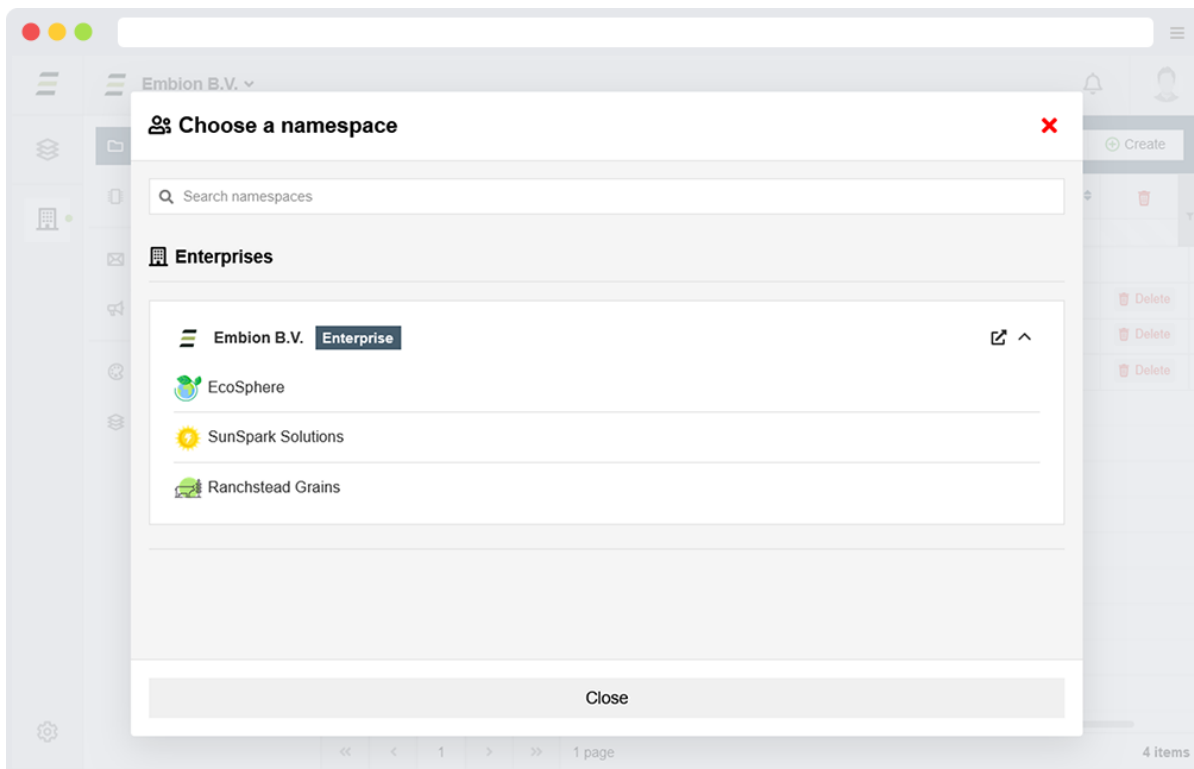 Embion B.V.
Choose a namespace
Create
Search namespaces
Enterprises
Delete
Embion B.V. Enterprise
Delete
Delete
EcoSphere
SunSpark Solutions
Ranchstead Grains
Close
1 1 page 4 items